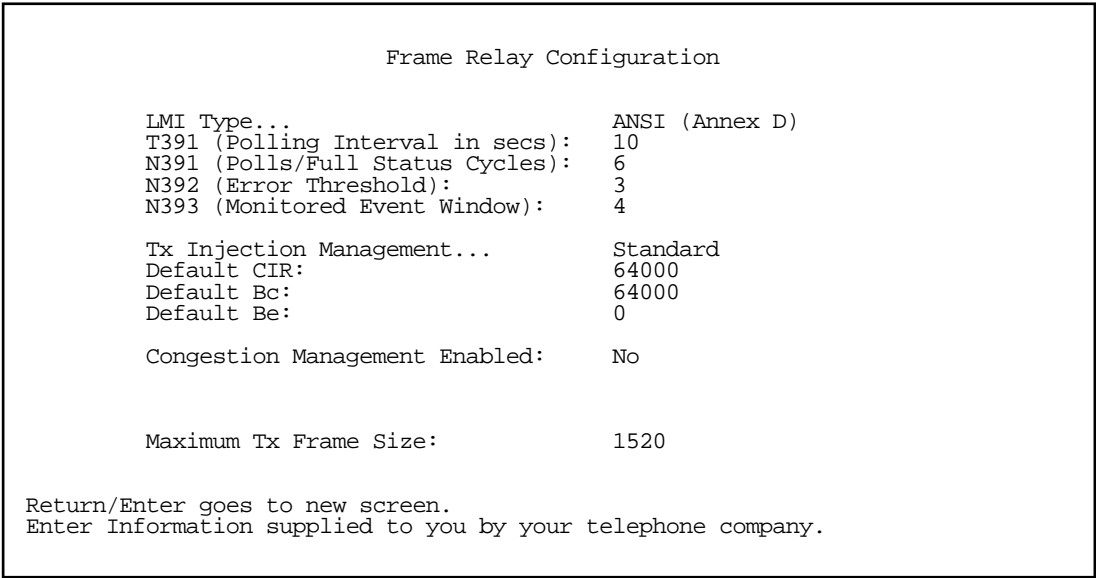 Frame Relay Configuration
LMI Type... ANSI (Annex D)
T391 (Polling Interval in secs): 10
N391 (Polls/Full Status Cycles): 6
N392 (Error Threshold): 3
N393 (Monitored Event Window): 4
Tx Injection Management... Standard
Default CIR: 64000
Default Bc: 64000
Default Be: 0
Congestion Management Enabled: No
Maximum Tx Frame Size: 1520
Return/Enter goes to new screen.
Enter Information supplied to you by your telephone company.